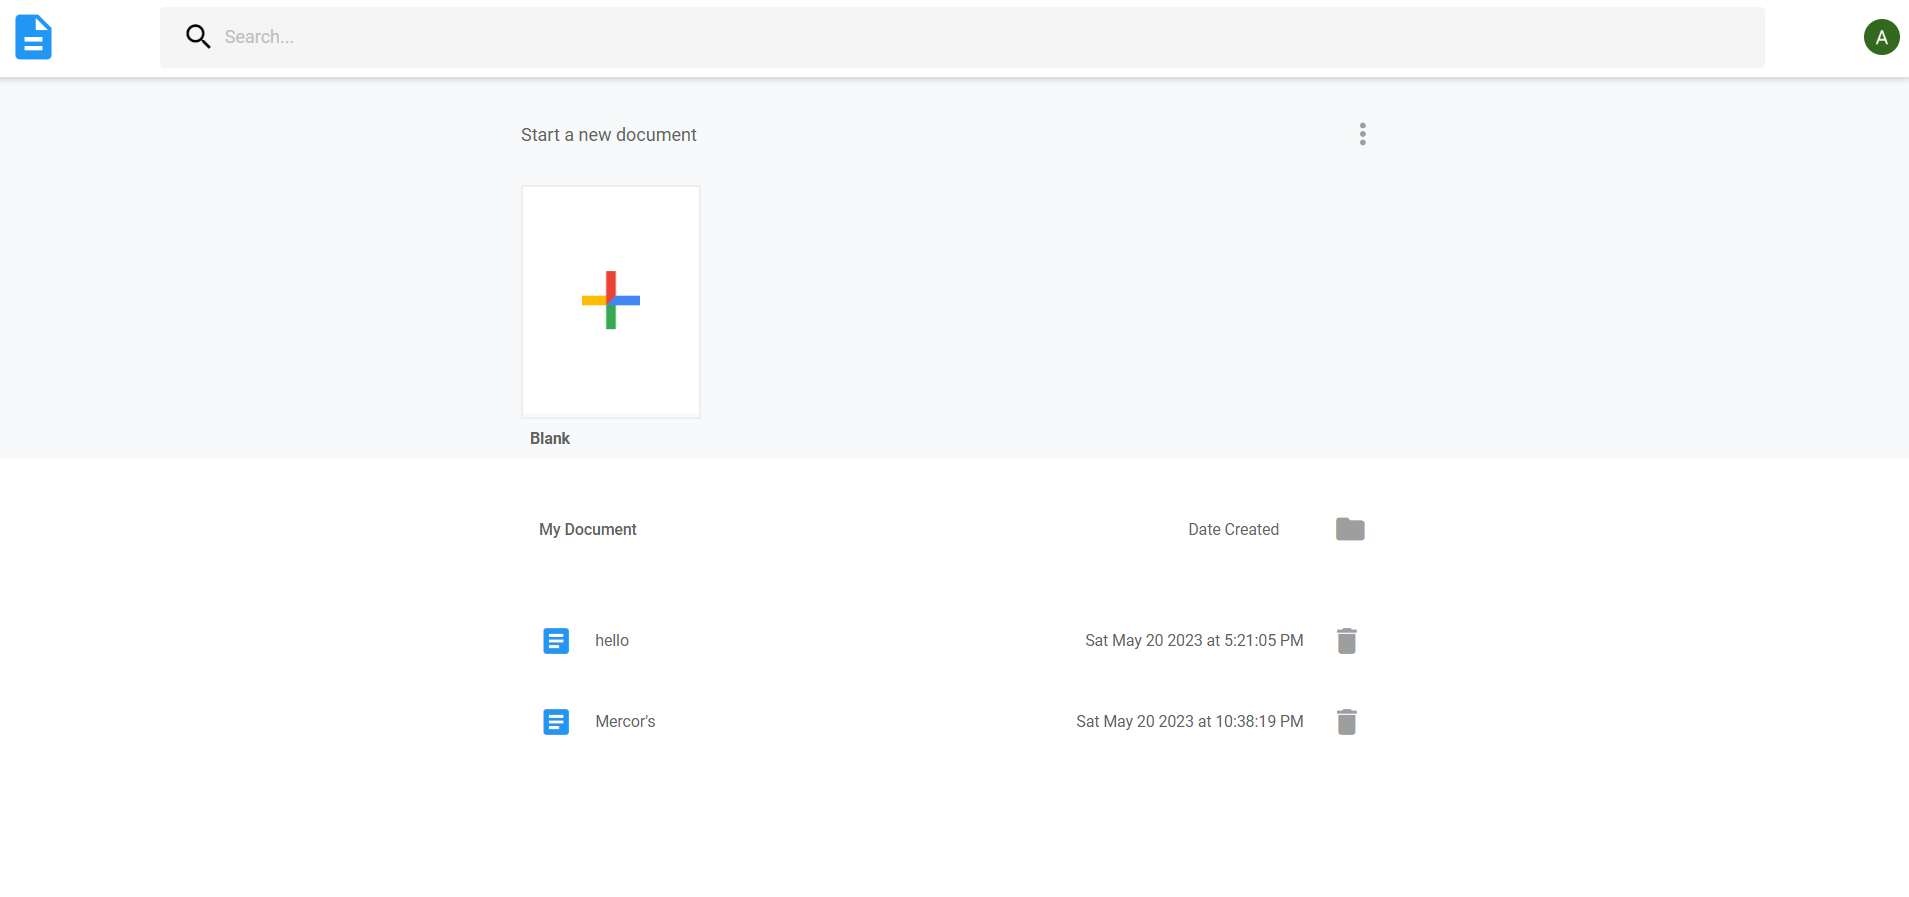 Search...
A
Start a new document
Blank
My Document Date Created
hello Sat May 20 2023 at 5:21:05 PM
Mercor's Sat May 20 2023 at 10:38:19 PM